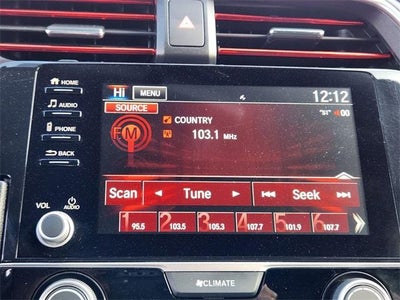 HOME
Hi MENU 12:12
AUDIO
SOURCE
00
COUNTRY
FM
PHONE
103.1 MHz
BACK
Scan Tune Seek
VOL AUDIO
1 95.5 2 103.5 3 105.3 4 107.7 5 101.9 6 107.7
CLIMATE